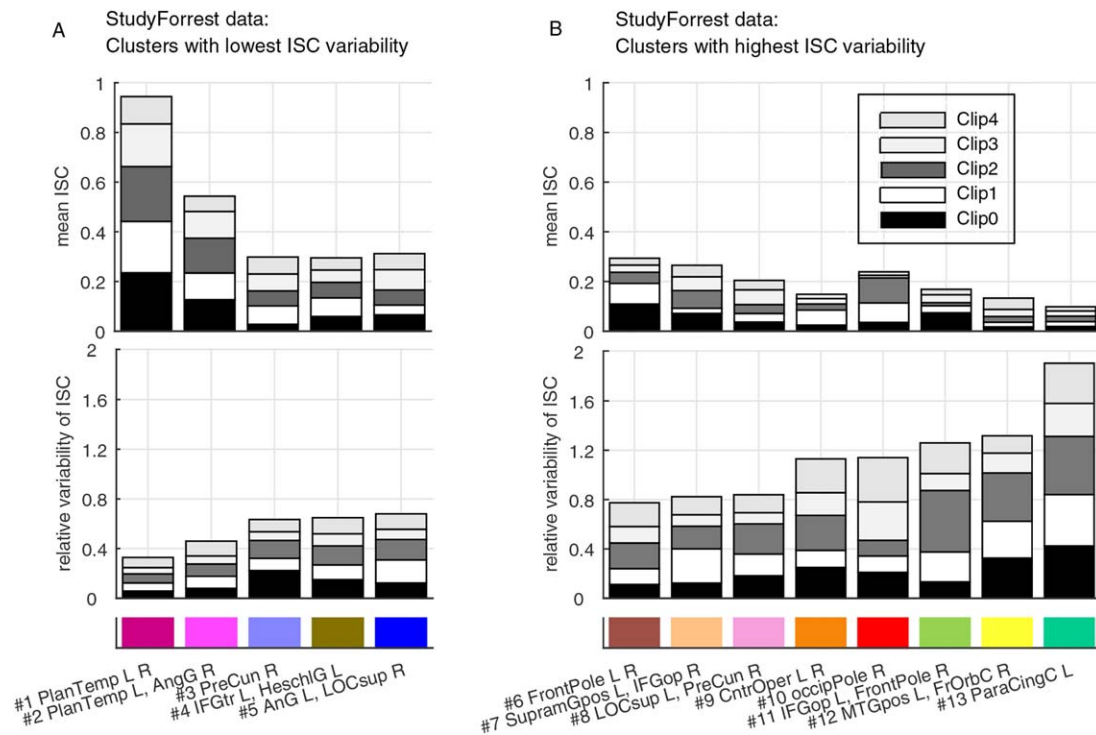 A
StudyForrest data:
Clusters with lowest ISC variability
mean ISC
1
0.8
0.6
0.4
0.2
0
relative variability of ISC
2
1.6
1.2
0.8
0.4
0
#1 PlanTemp L R
#2 PlanTemp L, AngG R
#3 PreCun R
#4 IFGtr L, HeschlG L
#5 AnG L, LOCsup R
B
StudyForrest data:
Clusters with highest ISC variability
mean ISC
1
0.8
0.6
0.4
0.2
0
Clip4
Clip3
Clip2
Clip1
Clip0
relative variability of ISC
2
1.6
1.2
0.8
0.4
0
#6 FrontPole L R
#7 SupramGpos L, IFGop R
#8 LOCsup L, PreCun R
#9 CntrOper L R
#10 occipPole R
#11 IFGop L, FrontPole R
#12 MTGpos L, FrOrbC R
#13 ParaCingC L